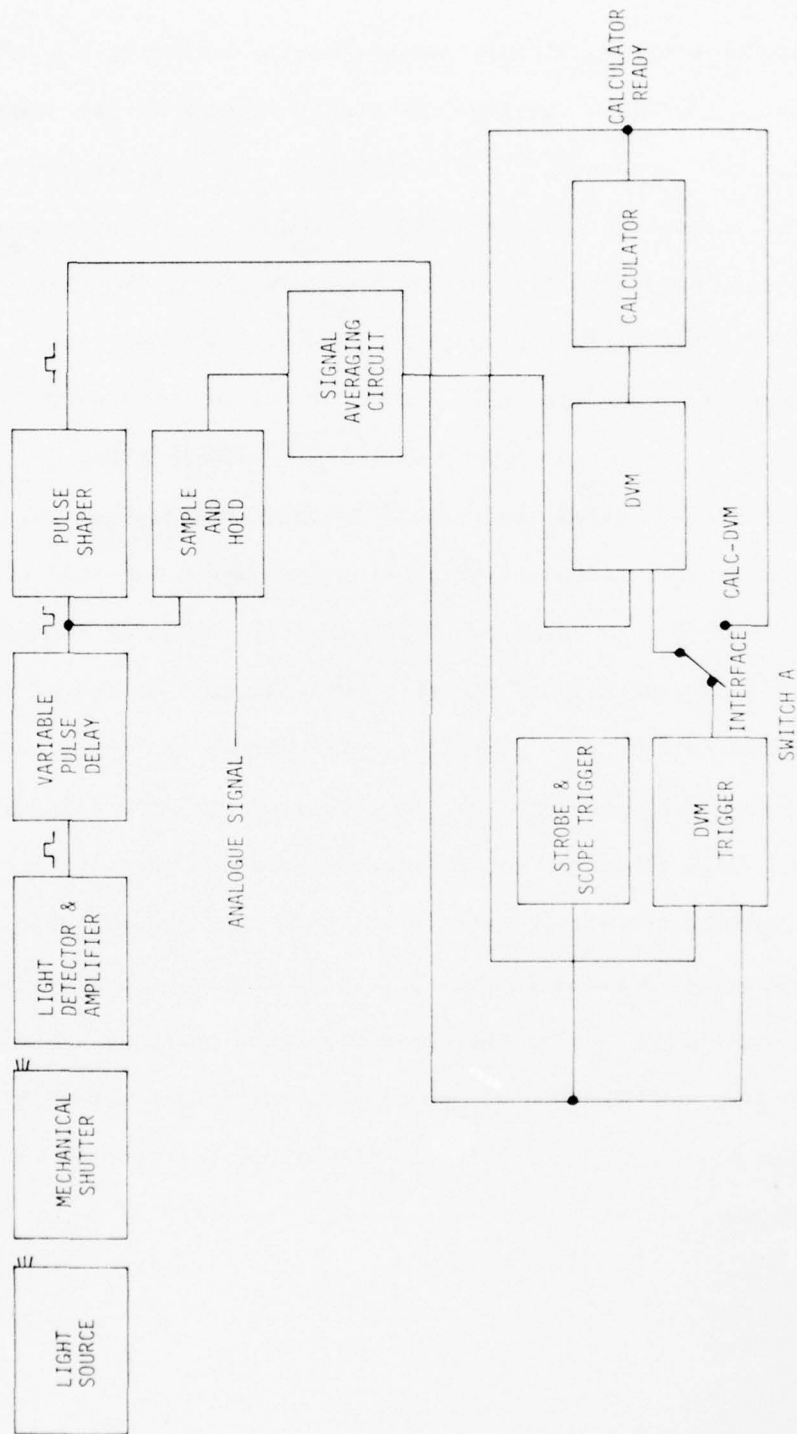 LIGHT
SOURCE
MECHANICAL
SHUTTER
LIGHT
DETECTOR &
AMPLIFIER
VARIABLE
PULSE
DELAY
PULSE
SHAPER
ANALOGUE SIGNAL
SAMPLE
AND
HOLD
SIGNAL
AVERAGING
CIRCUIT
STROBE &
SCOPE TRIGGER
DVM
TRIGGER
INTERFACE
CALC-DVM
SWITCH A
DVM
CALCULATOR
CALCULATOR
READY